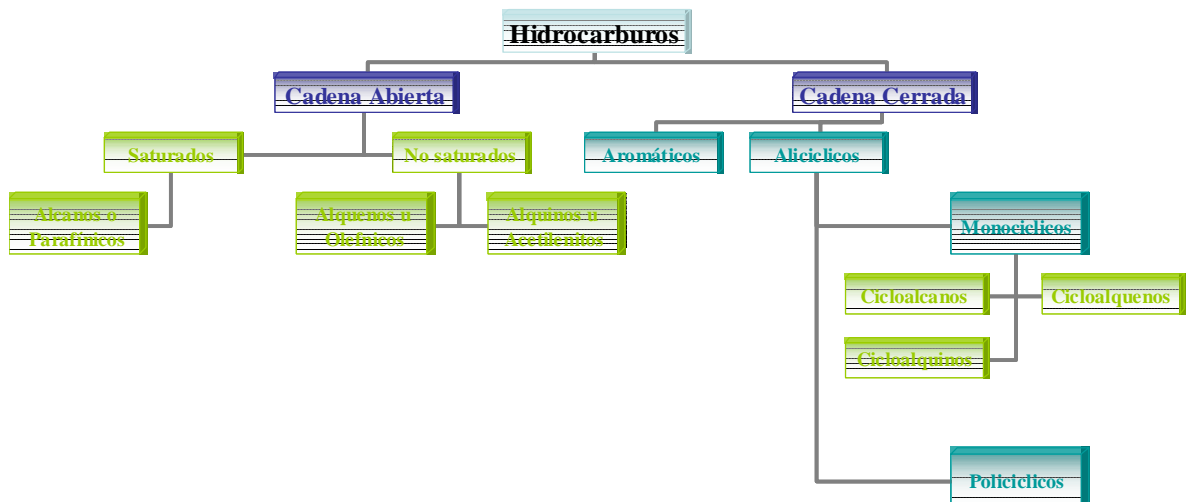 Hidrocarburos
Cadena Abierta
Cadena Cerrada
Saturados
No saturados
Aromáticos
Aliciclicos
Alcanos o
Parafínicos
Alquenos u
Olefnicos
Alquinos u
Acetilenitos
Monociclicos
Cicloalcanos
Cicloalquenos
Cicloalquinos
Policiclicos